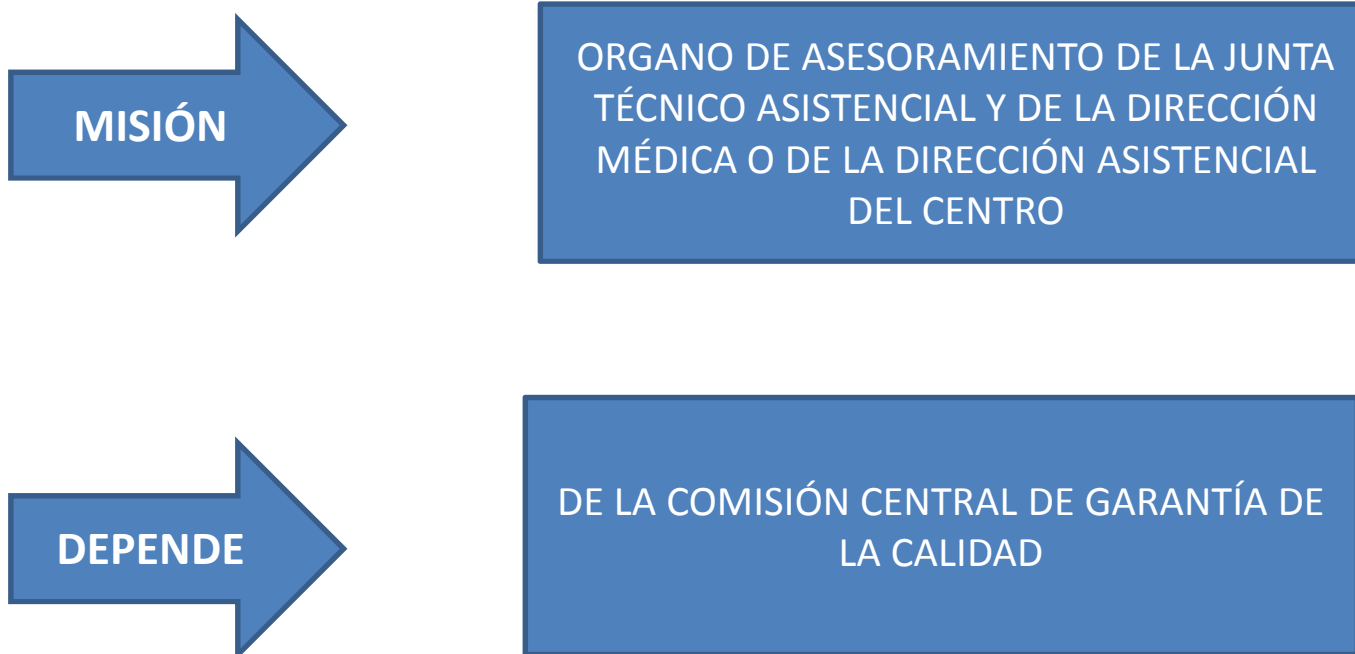 MISIÓN
ORGANO DE ASESORAMIENTO DE LA JUNTA
TÉCNICO ASISTENCIAL Y DE LA DIRECCIÓN
MÉDICA O DE LA DIRECCIÓN ASISTENCIAL
DEL CENTRO
DEPENDE
DE LA COMISIÓN CENTRAL DE GARANTÍA DE
LA CALIDAD